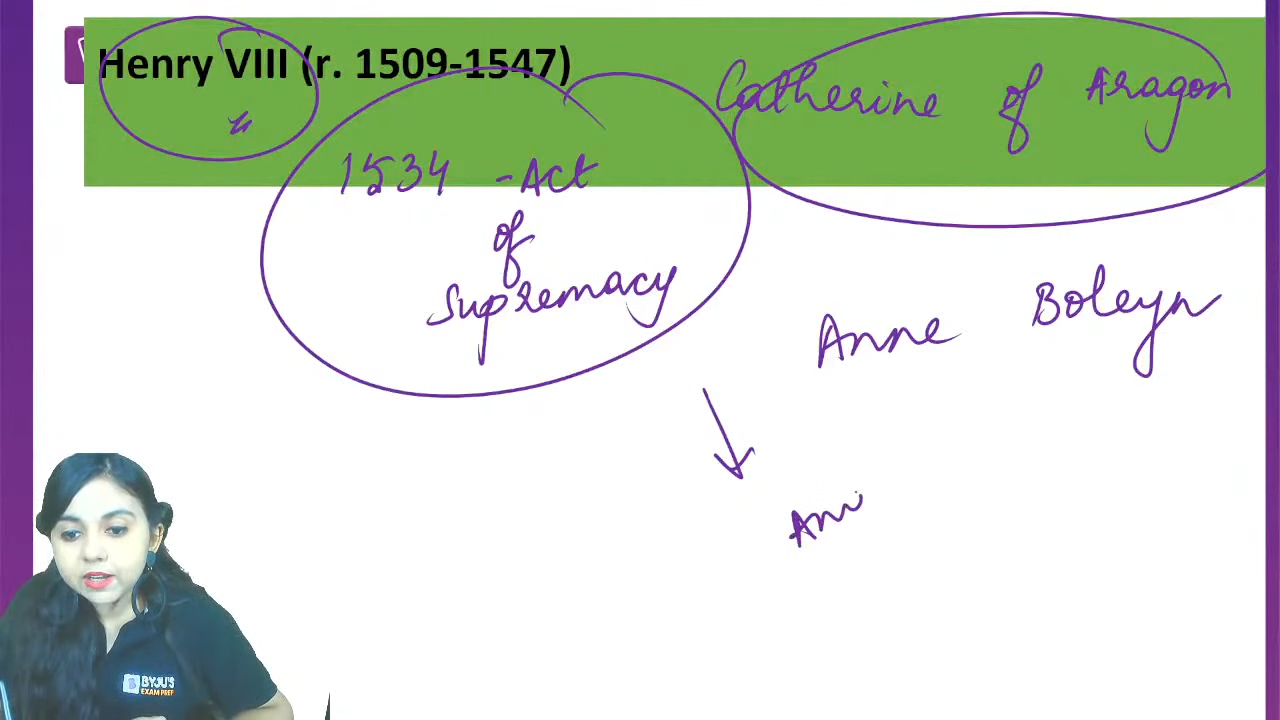 Henry VIII (r. 1509-1547)
Catherine of Aragon
1534 - Act
of
Supremacy
Anne Boleyn
BYJU'S
EXAM PREP